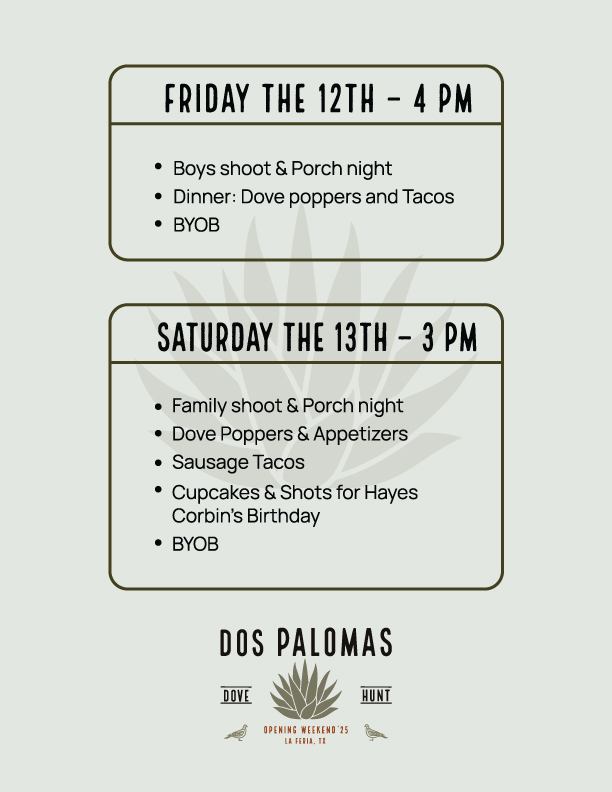 FRIDAY THE 12TH – 4 PM
• Boys shoot & Porch night
• Dinner: Dove poppers and Tacos
• BYOB
SATURDAY THE 13TH – 3 PM
• Family shoot & Porch night
• Dove Poppers & Appetizers
• Sausage Tacos
• Cupcakes & Shots for Hayes
Corbin's Birthday
• BYOB
DOS PALOMAS
DOVE HUNT
OPENING WEEKEND '25
LA FERIA, TX